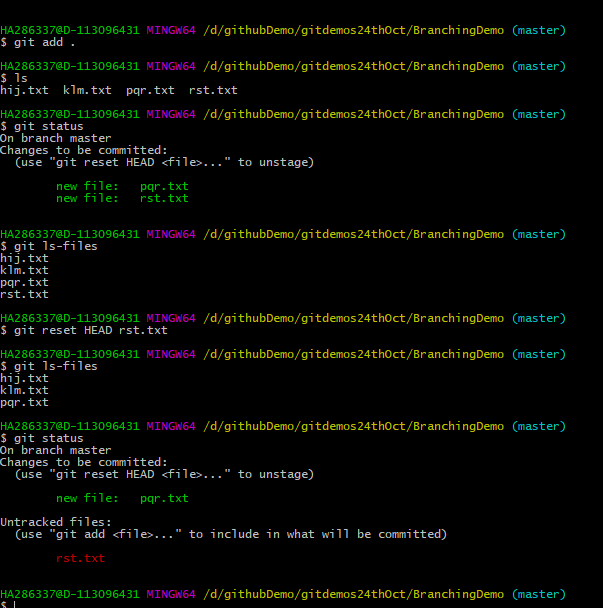 HA286337@D-113096431 MINGW64 /d/githubDemo/gitdemos24thOct/BranchingDemo (master)
$ git add .
HA286337@D-113096431 MINGW64 /d/githubDemo/gitdemos24thOct/BranchingDemo (master)
$ ls
hij.txt  klm.txt  pqr.txt  rst.txt
HA286337@D-113096431 MINGW64 /d/githubDemo/gitdemos24thOct/BranchingDemo (master)
$ git status
On branch master
Changes to be committed:
  (use "git reset HEAD <file>..." to unstage)
        new file:   pqr.txt
        new file:   rst.txt
HA286337@D-113096431 MINGW64 /d/githubDemo/gitdemos24thOct/BranchingDemo (master)
$ git ls-files
hij.txt
klm.txt
pqr.txt
rst.txt
HA286337@D-113096431 MINGW64 /d/githubDemo/gitdemos24thOct/BranchingDemo (master)
$ git reset HEAD rst.txt
HA286337@D-113096431 MINGW64 /d/githubDemo/gitdemos24thOct/BranchingDemo (master)
$ git ls-files
hij.txt
klm.txt
pqr.txt
HA286337@D-113096431 MINGW64 /d/githubDemo/gitdemos24thOct/BranchingDemo (master)
$ git status
On branch master
Changes to be committed:
  (use "git reset HEAD <file>..." to unstage)
        new file:   pqr.txt
Untracked files:
  (use "git add <file>..." to include in what will be committed)
        rst.txt
HA286337@D-113096431 MINGW64 /d/githubDemo/gitdemos24thOct/BranchingDemo (master)
$